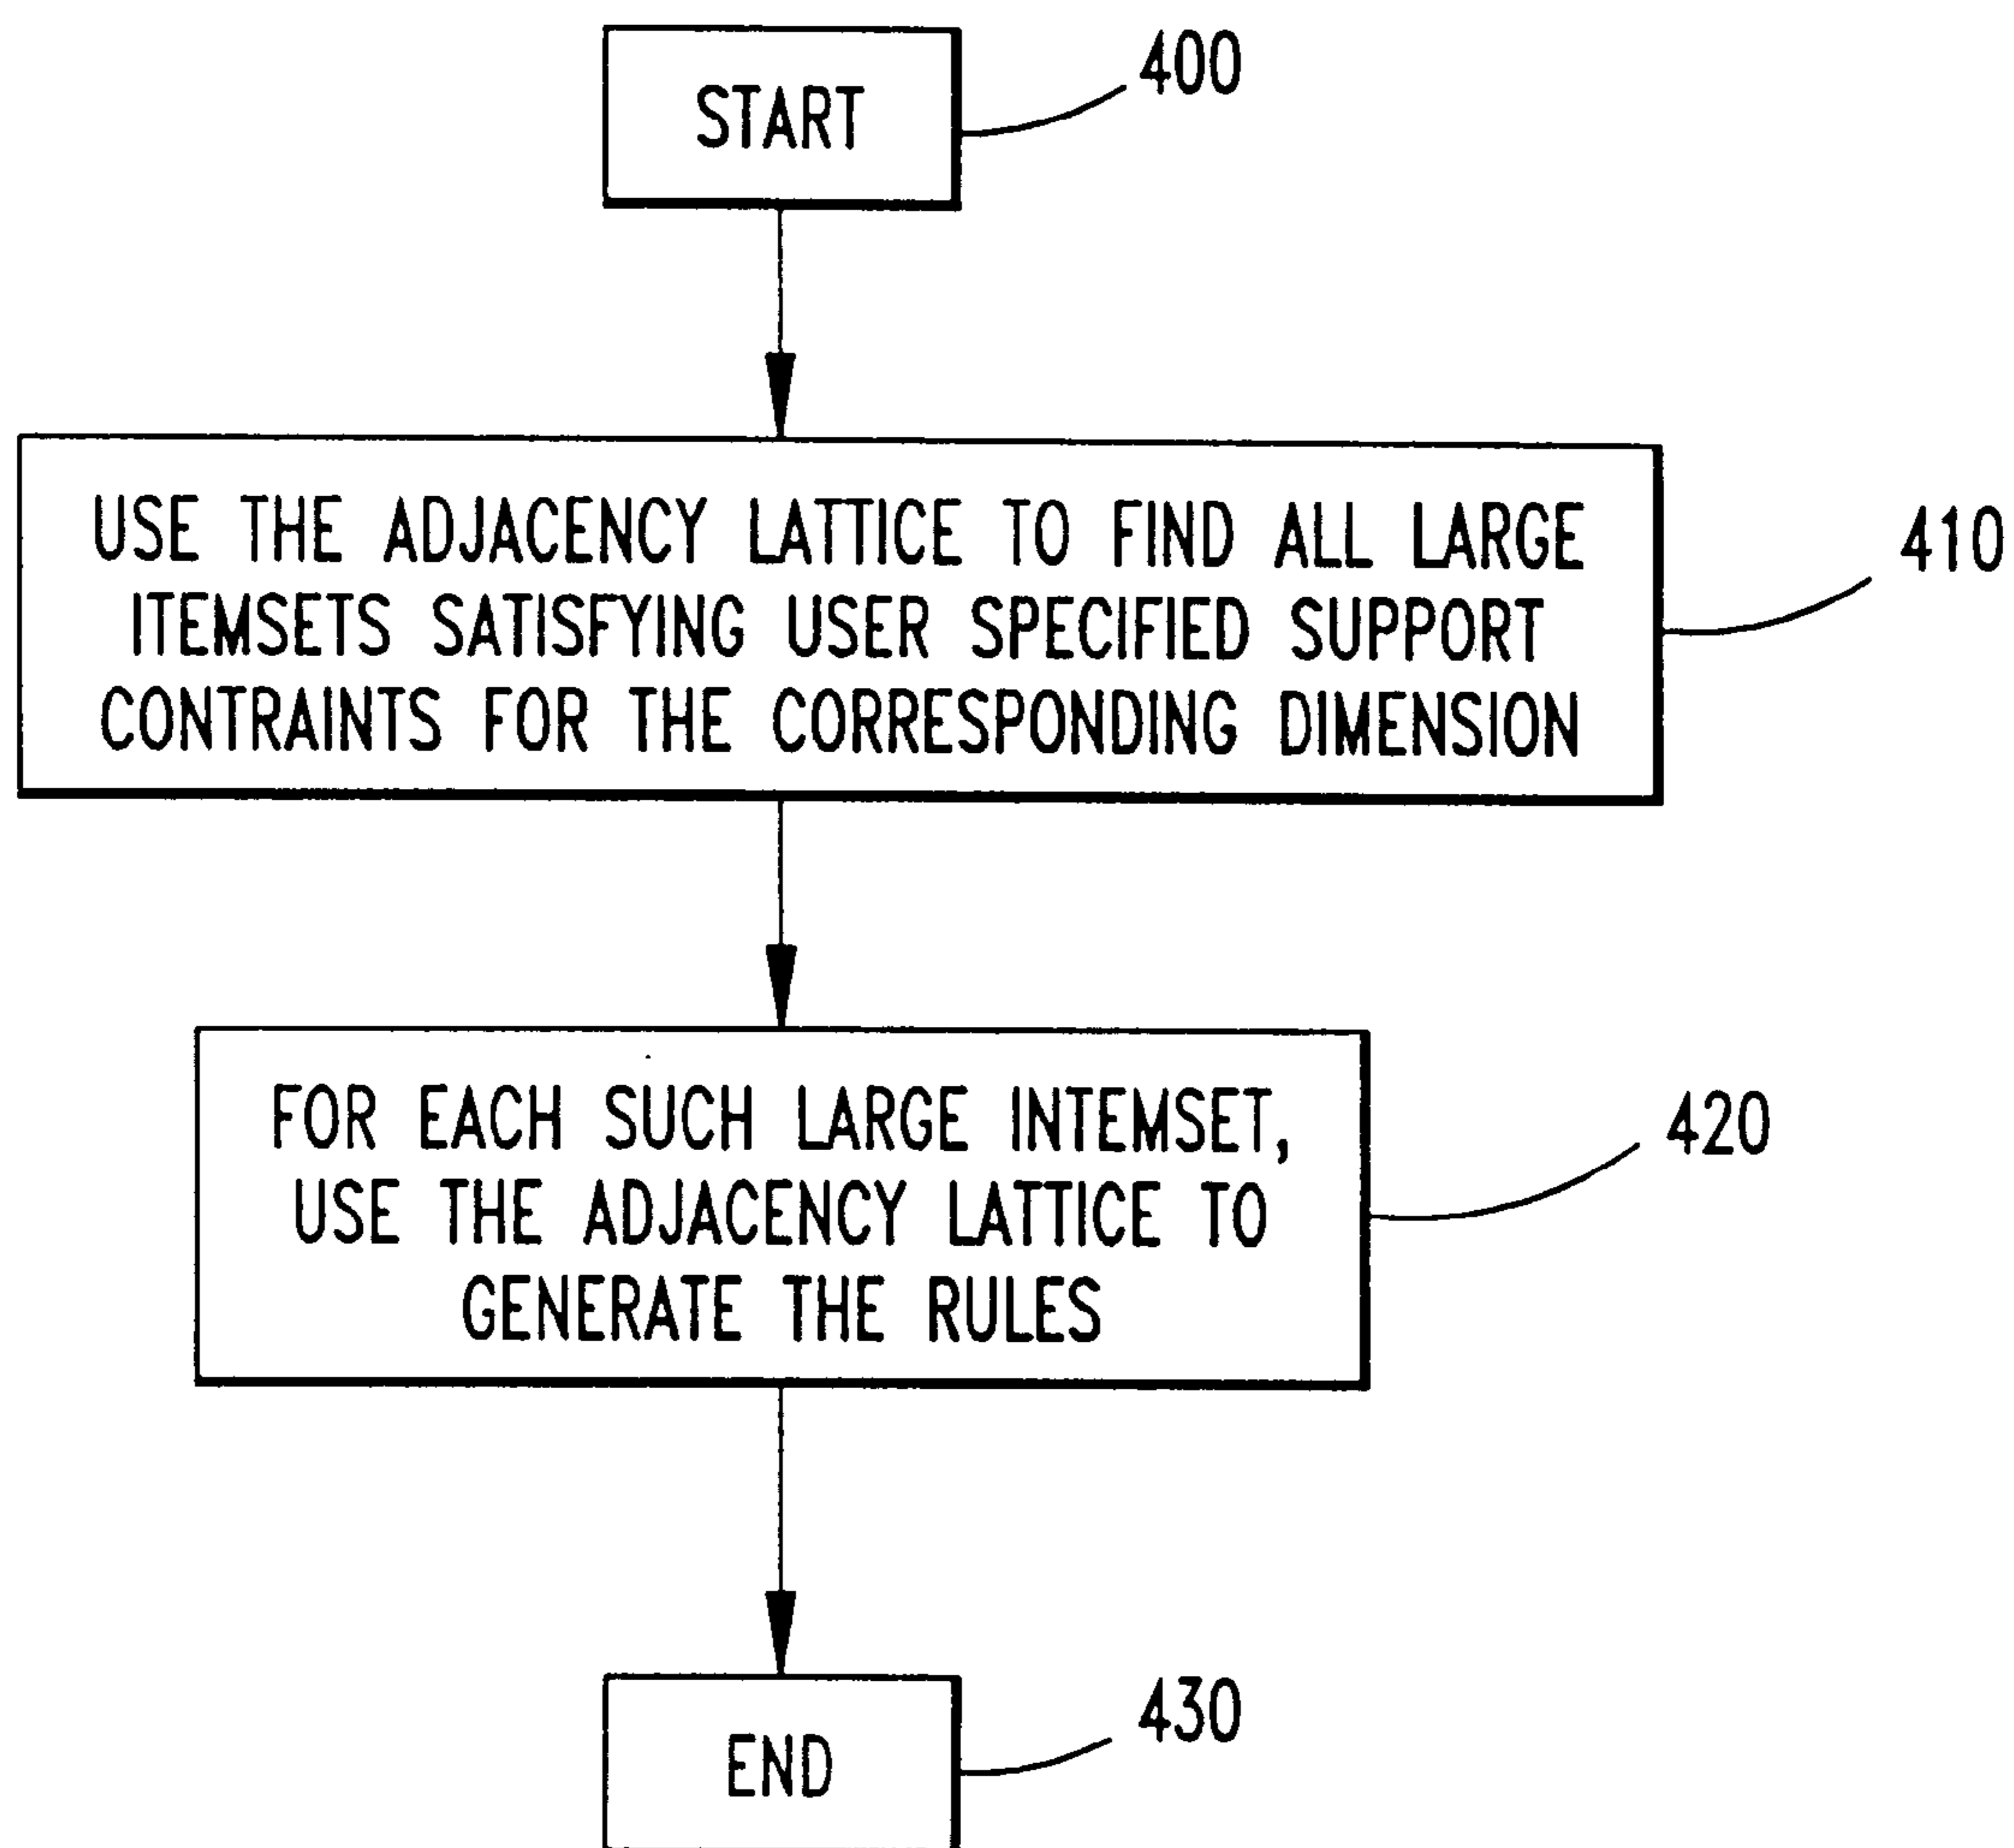 START
400
USE THE ADJACENCY LATTICE TO FIND ALL LARGE
ITEMSETS SATISFYING USER SPECIFIED SUPPORT
CONTRAINTS FOR THE CORRESPONDING DIMENSION
410
FOR EACH SUCH LARGE INTEMSET,
USE THE ADJACENCY LATTICE TO
GENERATE THE RULES
420
END
430